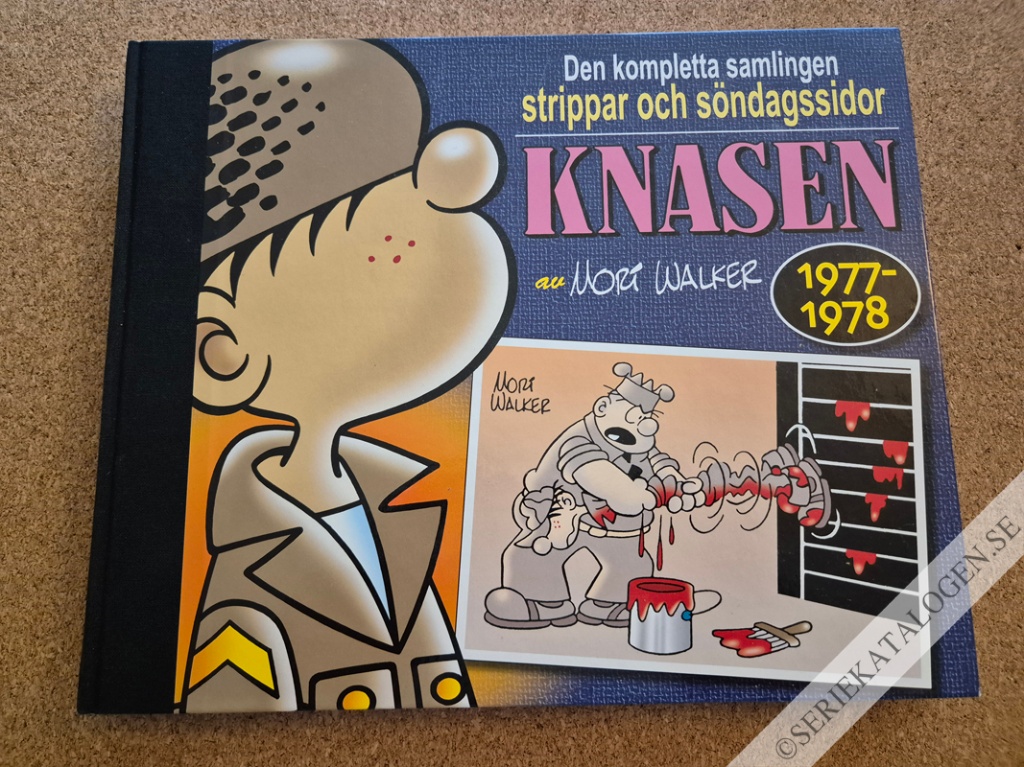 Den kompletta samlingen
strippar och söndagssidor
KNASEN
av MORT WALKER
1977-
1978
MORT
WALKER
©SERIEKATALOGEN.SE